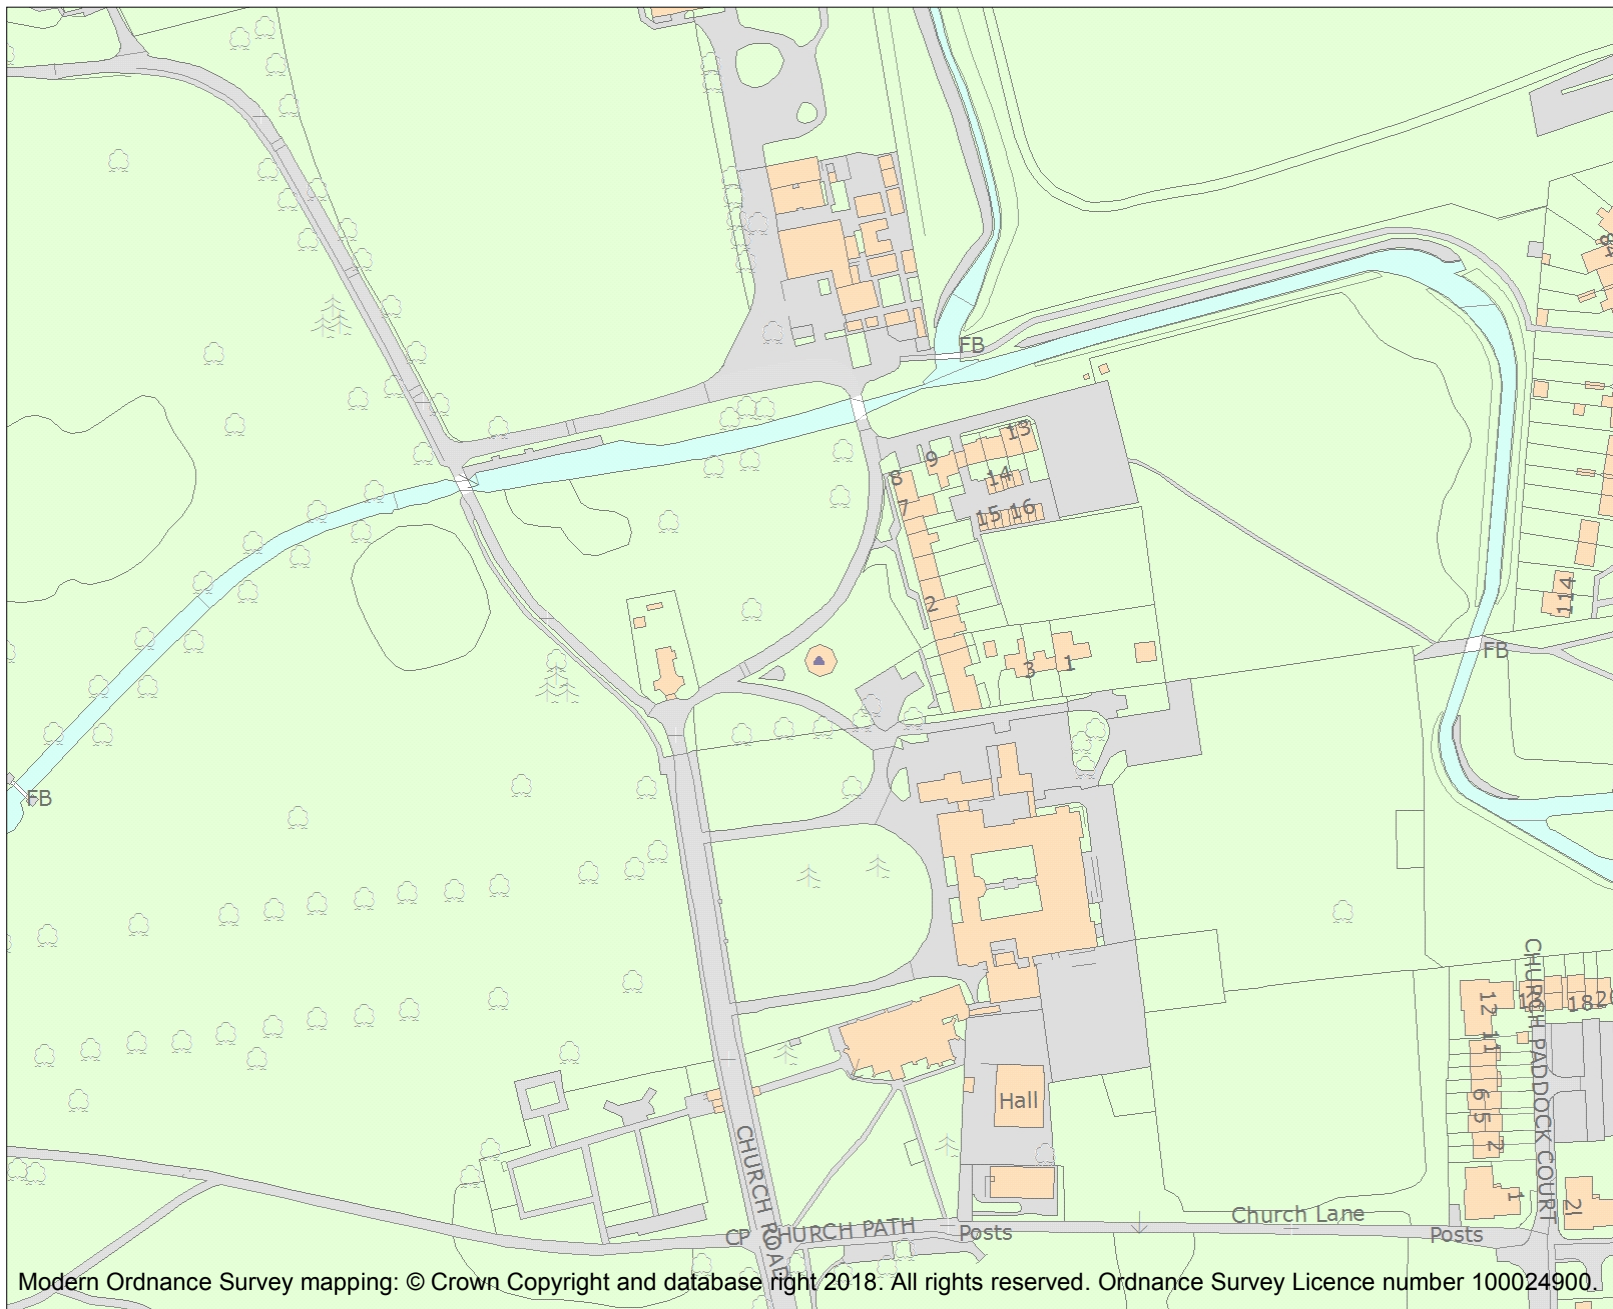 FB
13
9
14
8
7
15 16
114
2
FB
3 1
FB
CHURCH PADDOCK COURT
12
18
11
6
5
2
Hall
1
21
CHURCH ROAD
Church Lane
CP CHURCH PATH
Posts
Posts
Modern Ordnance Survey mapping: © Crown Copyright and database right 2018. All rights reserved. Ordnance Survey Licence number 100024900.